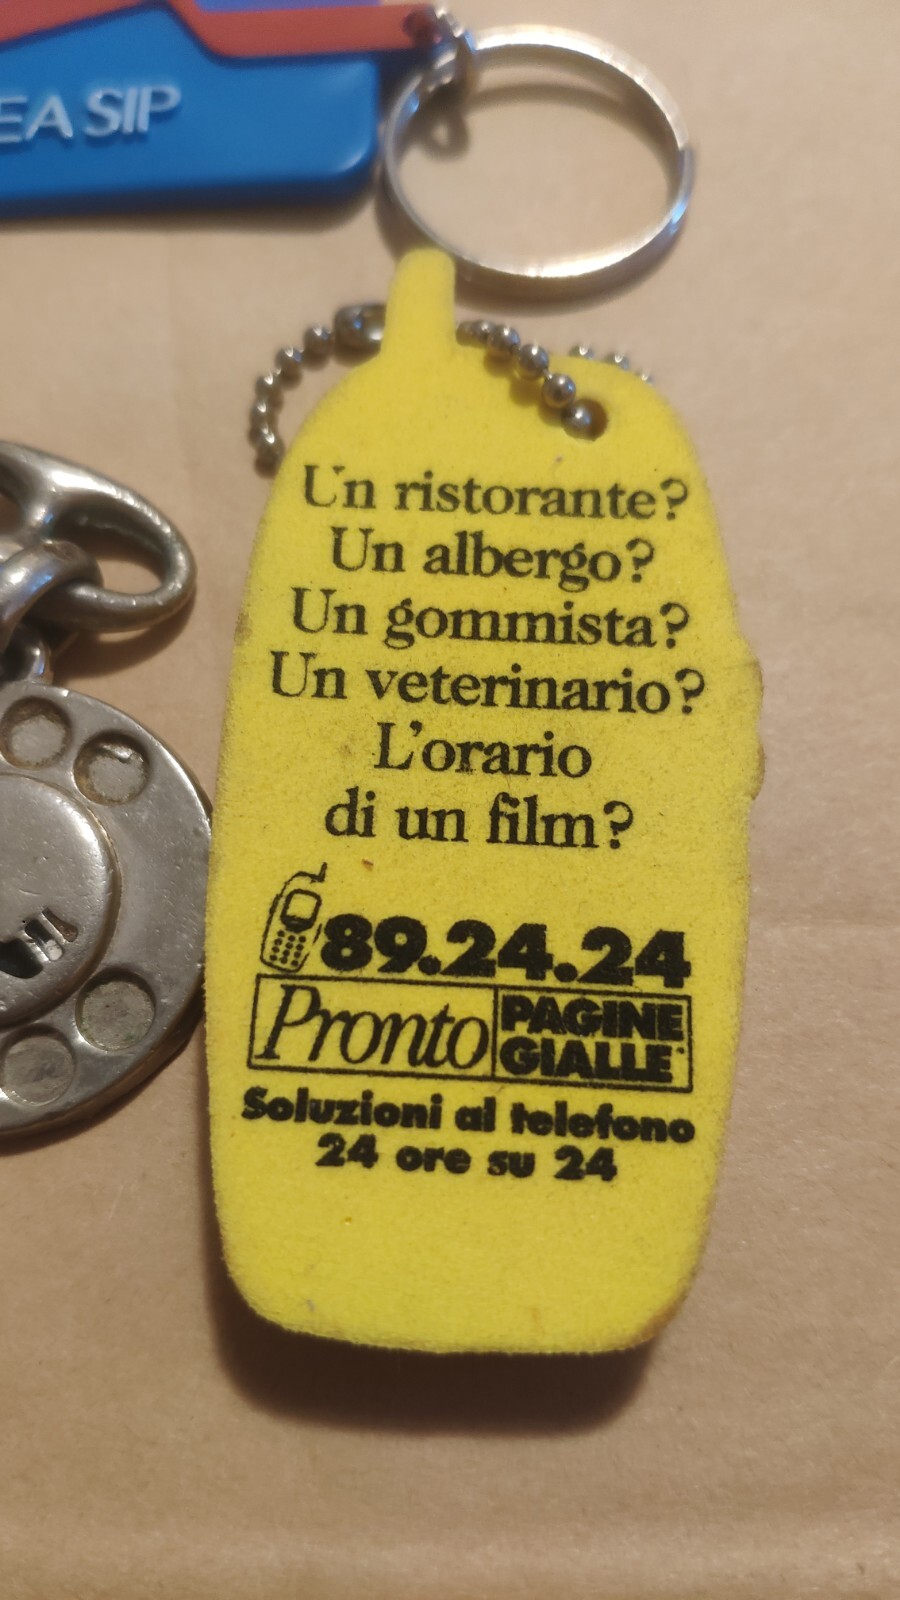 SIP
Un ristorante?
Un albergo?
Un gommista?
Un veterinario?
L'orario
di un film?
89.24.24
Pronto PAGINE GIALLE
Soluzioni al telefono
24 ore su 24